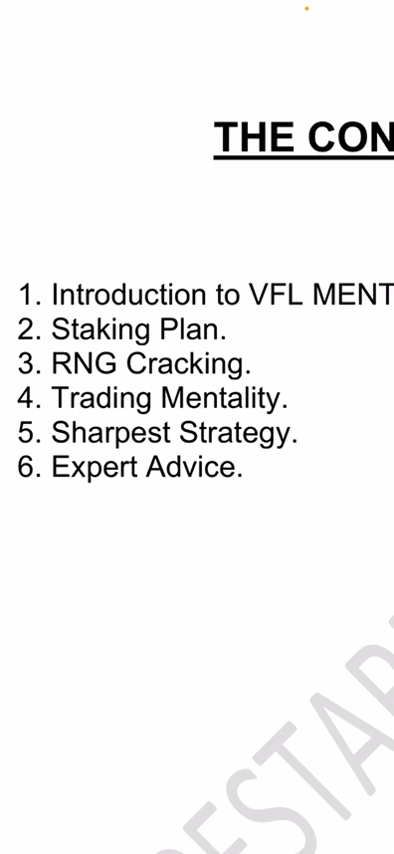 THE CON
1. Introduction to VFL MENT
2. Staking Plan.
3. RNG Cracking.
4. Trading Mentality.
5. Sharpest Strategy.
6. Expert Advice.
ESTAB